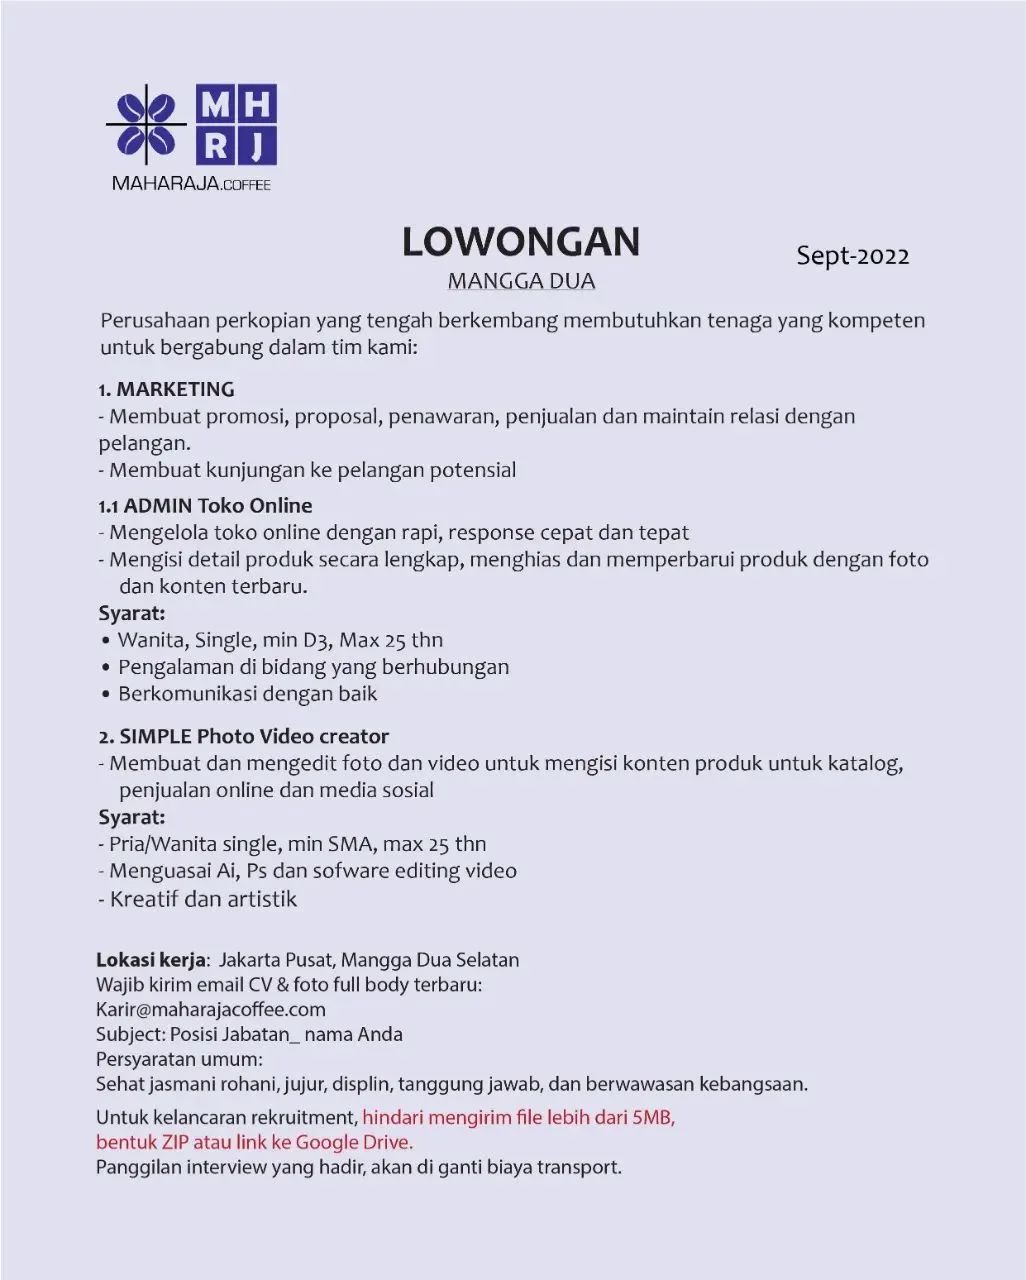 M H
R J
MAHARAJA.COFFEE
LOWONGAN
Sept-2022
MANGGA DUA
Perusahaan perkopian yang tengah berkembang membutuhkan tenaga yang kompeten
untuk bergabung dalam tim kami:
1. MARKETING
- Membuat promosi, proposal, penawaran, penjualan dan maintain relasi dengan
pelangan.
- Membuat kunjungan ke pelangan potensial
1.1 ADMIN Toko Online
- Mengelola toko online dengan rapi, response cepat dan tepat
- Mengisi detail produk secara lengkap, menghias dan memperbarui produk dengan foto
dan konten terbaru.
Syarat:
• Wanita, Single, min D3, Max 25 thn
• Pengalaman di bidang yang berhubungan
• Berkomunikasi dengan baik
2. SIMPLE Photo Video creator
- Membuat dan mengedit foto dan video untuk mengisi konten produk untuk katalog,
penjualan online dan media sosial
Syarat:
- Pria/Wanita single, min SMA, max 25 thn
- Menguasai Ai, Ps dan sofware editing video
- Kreatif dan artistik
Lokasi kerja: Jakarta Pusat, Mangga Dua Selatan
Wajib kirim email CV & foto full body terbaru:
Karir@maharajacoffee.com
Subject: Posisi Jabatan_ nama Anda
Persyaratan umum:
Sehat jasmani rohani, jujur, displin, tanggung jawab, dan berwawasan kebangsaan.
Untuk kelancaran rekruitment, hindari mengirim file lebih dari 5MB,
bentuk ZIP atau link ke Google Drive.
Panggilan interview yang hadir, akan di ganti biaya transport.